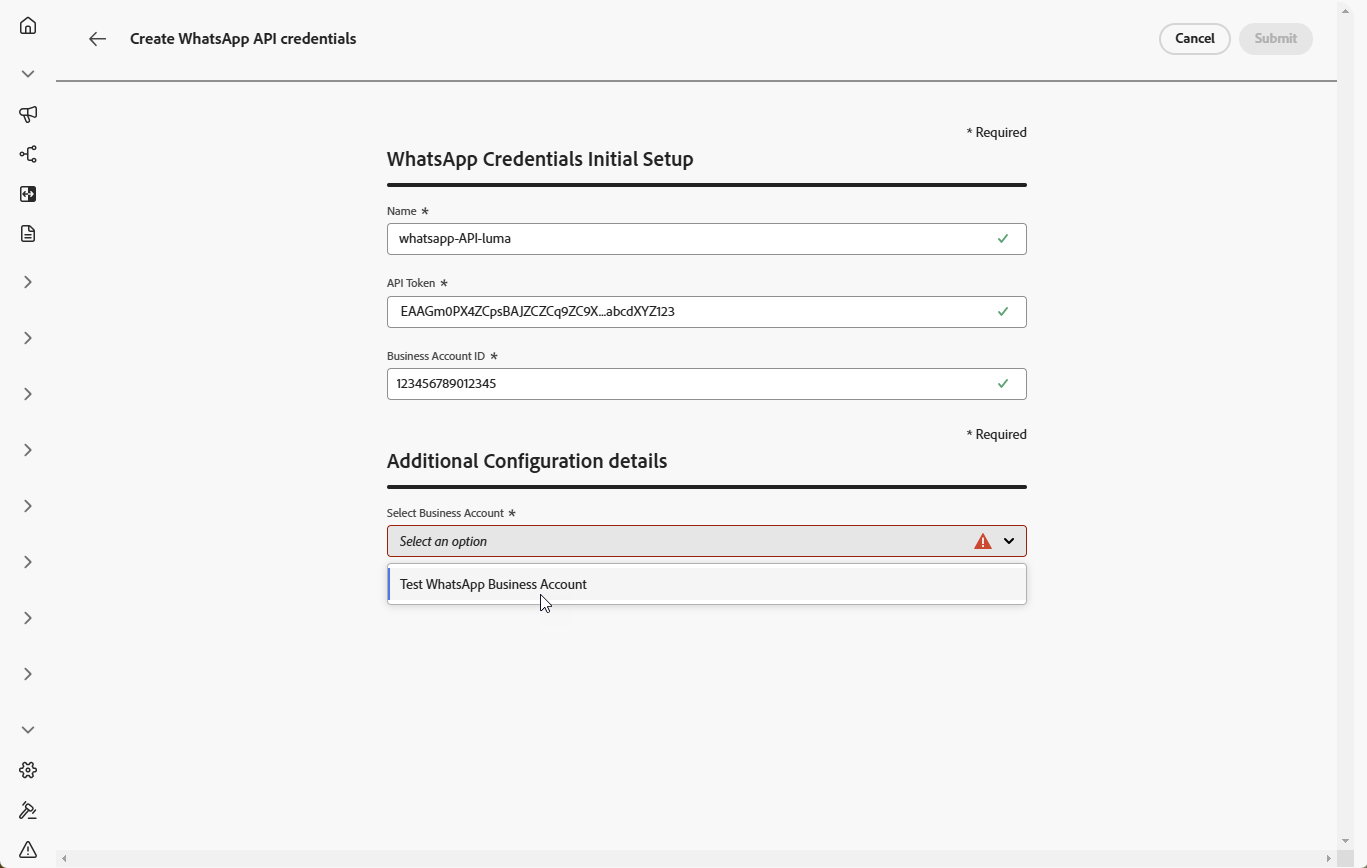 Create WhatsApp API credentials
Cancel
Submit
* Required
WhatsApp Credentials Initial Setup
Name *
whatsapp-API-luma
API Token *
EAAGm0PX4ZCpsBAJZCZCq9ZC9X...abcdXYZ123
Business Account ID *
123456789012345
* Required
Additional Configuration details
Select Business Account *
Select an option
Test WhatsApp Business Account